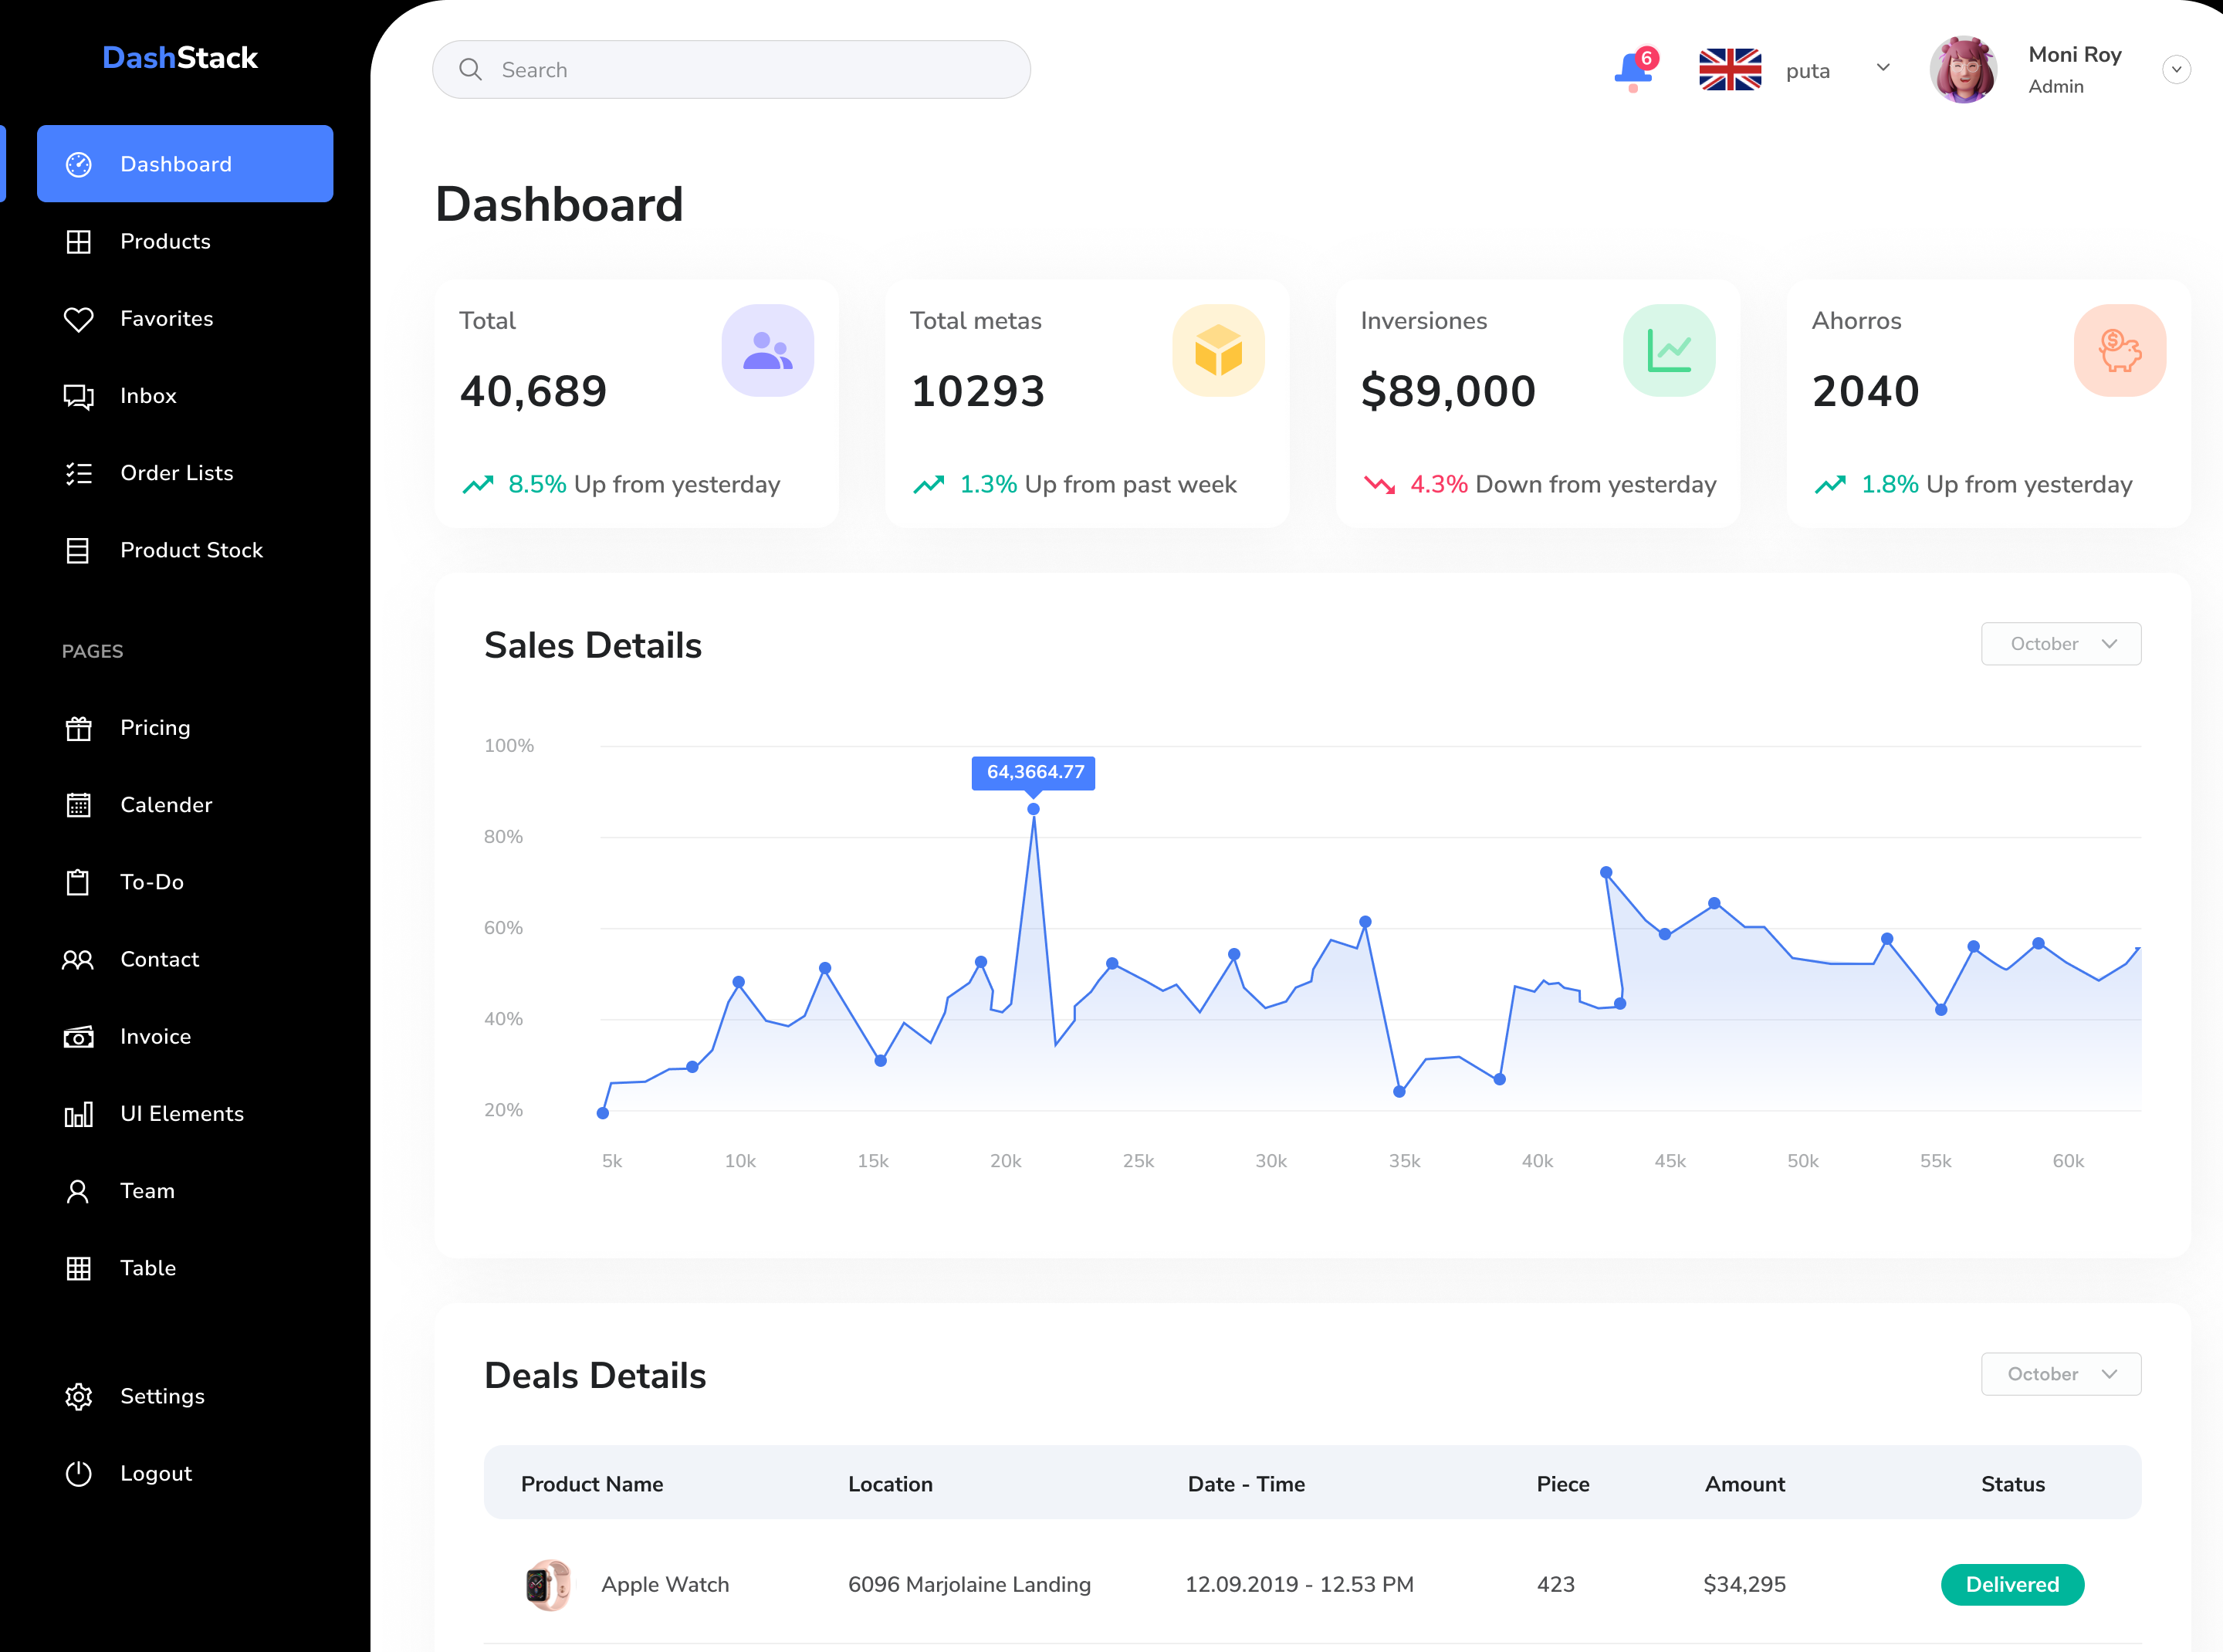 DashStack
Dashboard
Products
Favorites
Inbox
Order Lists
Product Stock
PAGES
Pricing
Calender
To-Do
Contact
Invoice
UI Elements
Team
Table
Settings
Logout
Search
6
puta
Moni Roy
Admin
Dashboard
Total
40,689
8.5% Up from yesterday
Total metas
10293
1.3% Up from past week
Inversiones
$89,000
4.3% Down from yesterday
Ahorros
2040
1.8% Up from yesterday
Sales Details
October
100%
80%
60%
40%
20%
64,3664.77
5k 10k 15k 20k 25k 30k 35k 40k 45k 50k 55k 60k
Deals Details
October
Product Name Location Date - Time Piece Amount Status
Apple Watch 6096 Marjolaine Landing 12.09.2019 - 12.53 PM 423 $34,295 Delivered